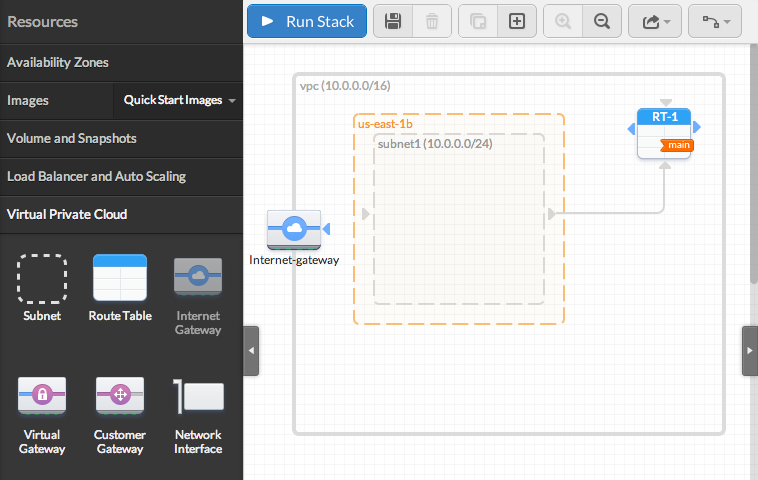 Resources
Run Stack
Availability Zones
Images
Quick Start Images
Volume and Snapshots
Load Balancer and Auto Scaling
Virtual Private Cloud
Subnet
Route Table
Internet
Gateway
Virtual
Gateway
Customer
Gateway
Network
Interface
vpc (10.0.0.0/16)
us-east-1b
subnet1 (10.0.0.0/24)
RT-1
main
Internet-gateway